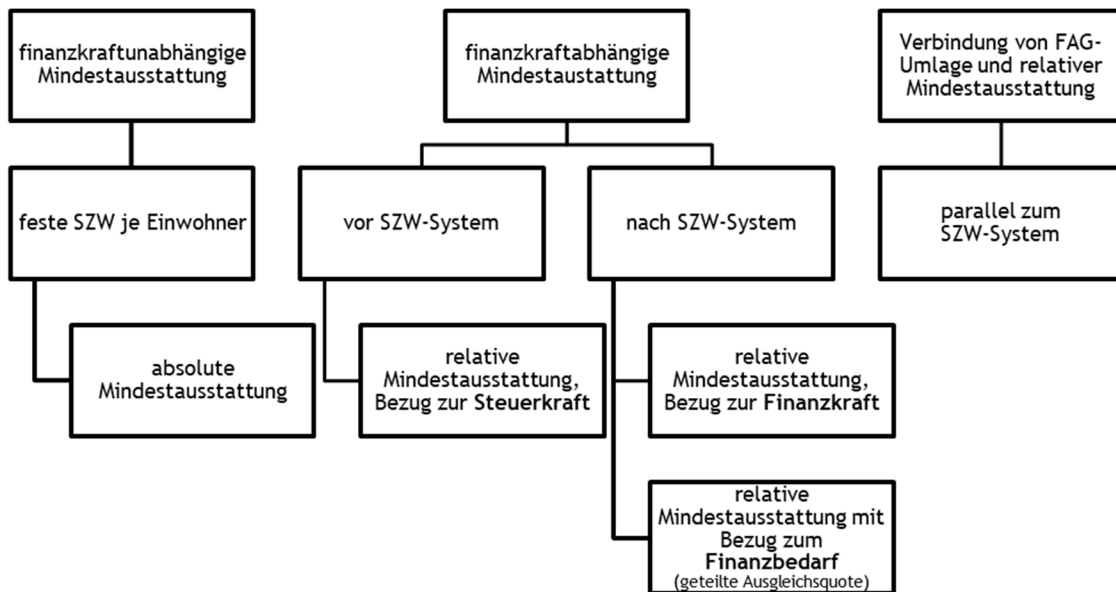 finanzkraftunabhängige
Mindestausstattung
feste SZW je Einwohner
absolute
Mindestausstattung
finanzkraftabhängige
Mindestaustattung
vor SZW-System
relative
Mindestausstattung,
Bezug zur Steuerkraft
nach SZW-System
relative
Mindestausstattung,
Bezug zur Finanzkraft
relative
Mindestausstattung mit
Bezug zum
Finanzbedarf
(geteilte Ausgleichsquote)
Verbindung von FAG-
Umlage und relativer
Mindestausstattung
parallel zum
SZW-System